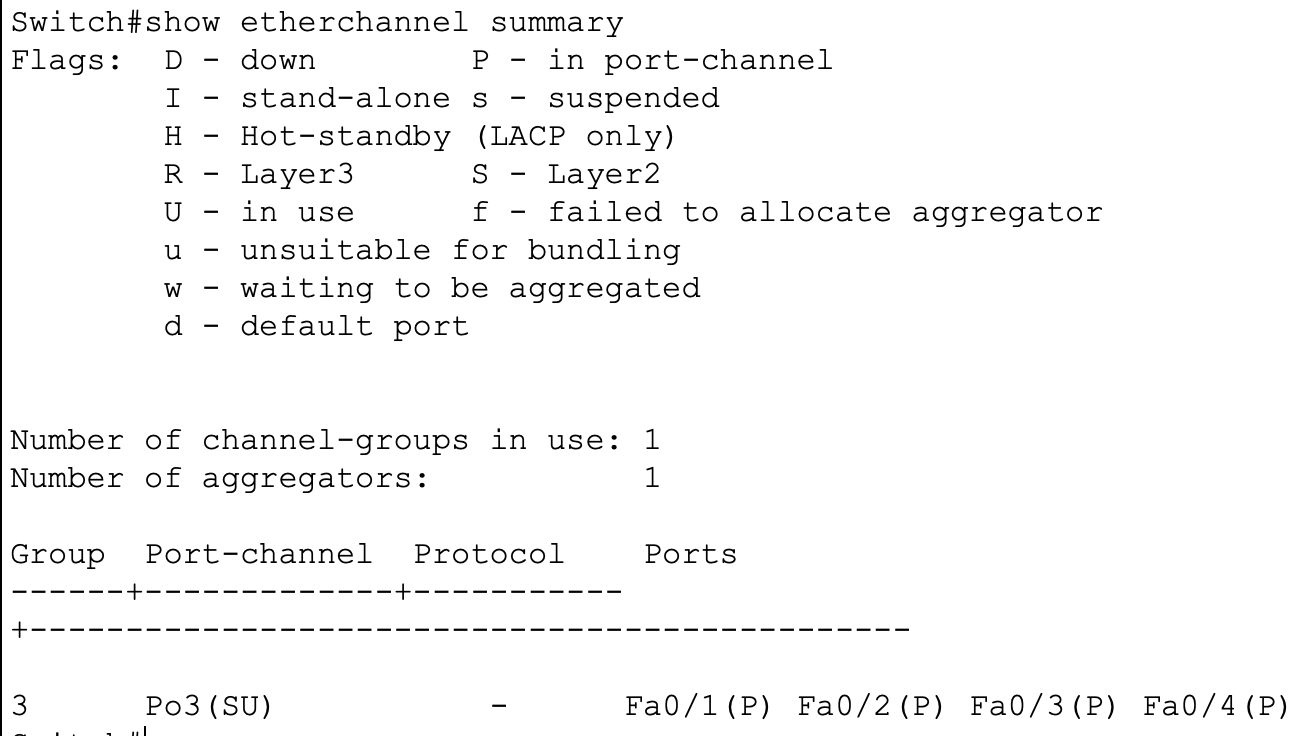 Switch#show etherchannel summary
Flags:  D - down        P - in port-channel
        I - stand-alone s - suspended
        H - Hot-standby (LACP only)
        R - Layer3      S - Layer2
        U - in use      f - failed to allocate aggregator
        u - unsuitable for bundling
        w - waiting to be aggregated
        d - default port
Number of channel-groups in use: 1
Number of aggregators:           1
Group  Port-channel  Protocol    Ports
------+-------------+-----------
+----------------------------------------------
3      Po3(SU)           -      Fa0/1(P) Fa0/2(P) Fa0/3(P) Fa0/4(P)
Switch#